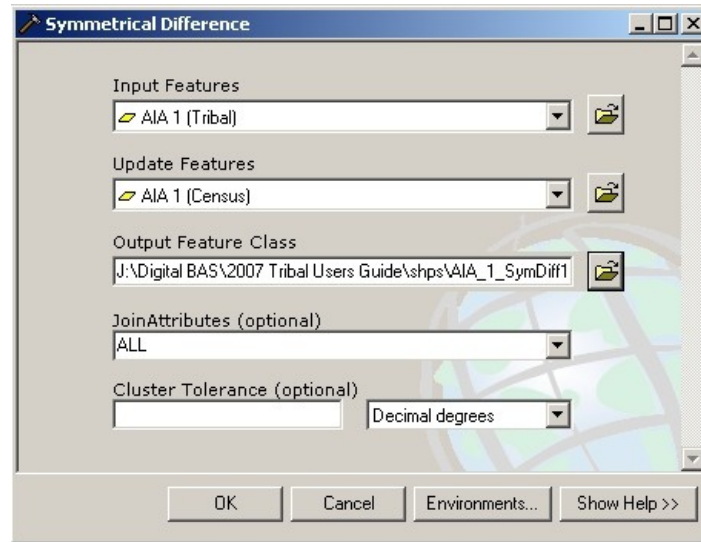 Symmetrical Difference
Input Features
AIA 1 (Tribal)
Update Features
AIA 1 (Census)
Output Feature Class
J:\Digital BAS\2007 Tribal Users Guide\shps\AIA_1_SymDiff1
JoinAttributes (optional)
ALL
Cluster Tolerance (optional)
Decimal degrees
OK
Cancel
Environments...
Show Help >>